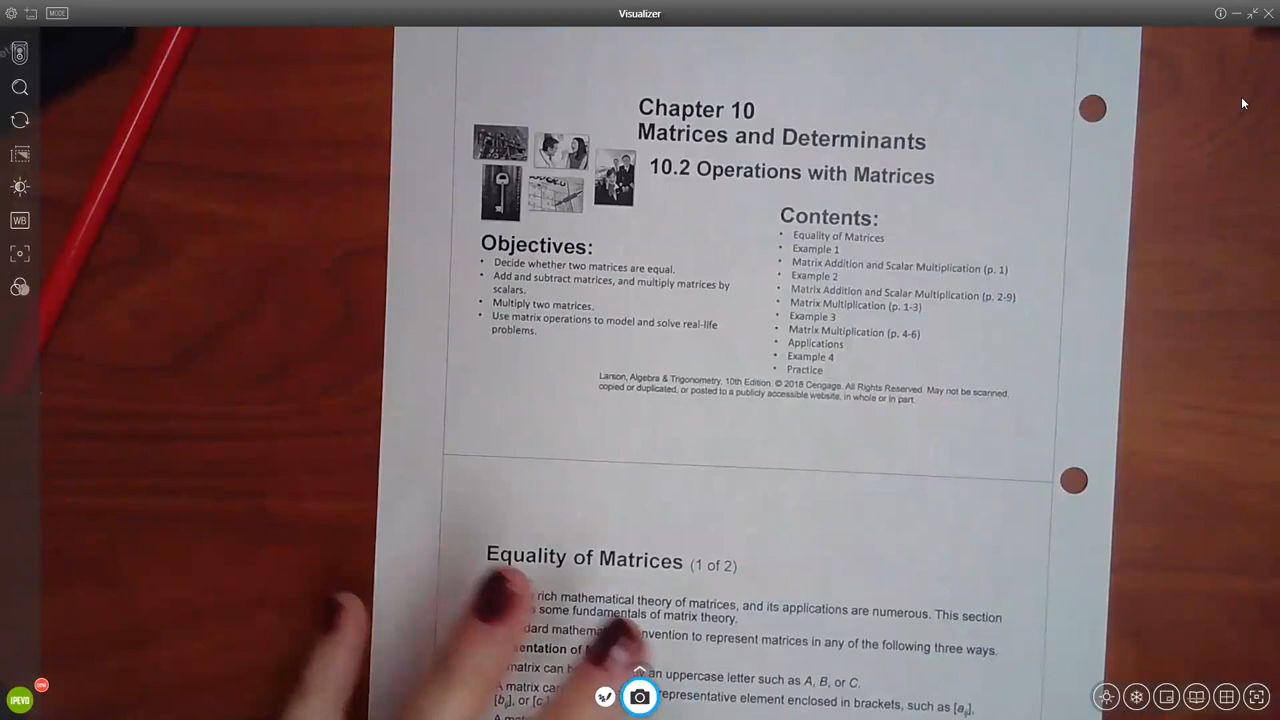 MODE
Visualizer
Chapter 10
Matrices and Determinants
10.2 Operations with Matrices
Contents:
• Equality of Matrices
• Example 1
• Matrix Addition and Scalar Multiplication (p. 1)
• Example 2
• Matrix Addition and Scalar Multiplication (p. 2-9)
• Matrix Multiplication (p. 1-3)
• Example 3
• Matrix Multiplication (p. 4-6)
• Applications
• Example 4
• Practice
Objectives:
• Decide whether two matrices are equal.
• Add and subtract matrices, and multiply matrices by
scalars.
• Multiply two matrices.
• Use matrix operations to model and solve real-life
problems.
Larson, Algebra & Trigonometry, 10th Edition. © 2018 Cengage. All Rights Reserved. May not be scanned,
copied or duplicated, or posted to a publicly accessible website, in whole or in part.
Equality of Matrices (1 of 2)
rich mathematical theory of matrices, and its applications are numerous. This section
some fundamentals of matrix theory.
to represent matrices in any of the following three ways.
of
matrix can an uppercase letter such as A, B, or C.
matrix representative element enclosed in brackets, such as [aij],
[bij], or
WB
IPEVO